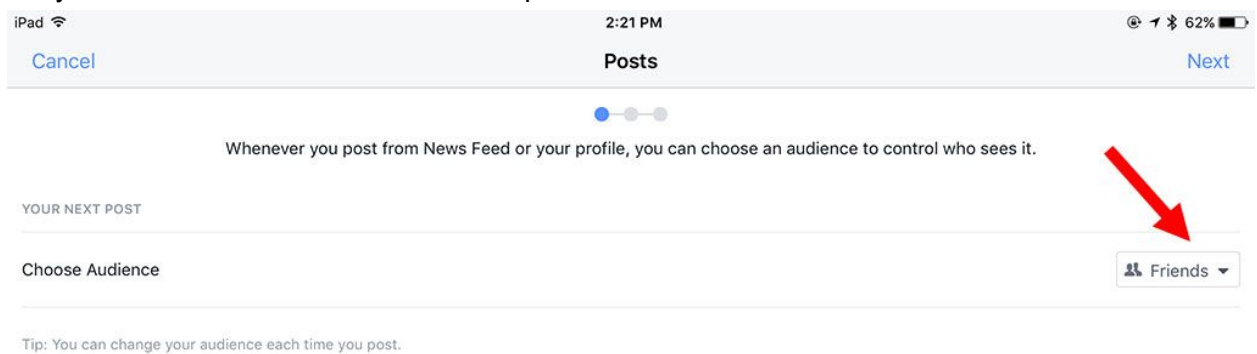 iPad 2:21 PM 62%
Cancel Posts Next
Whenever you post from News Feed or your profile, you can choose an audience to control who sees it.
YOUR NEXT POST
Choose Audience Friends
Tip: You can change your audience each time you post.